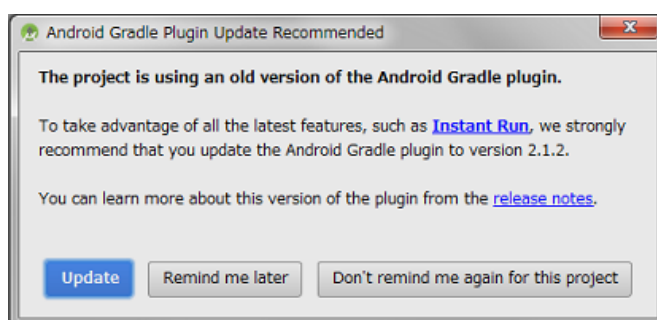 Android Gradle Plugin Update Recommended
The project is using an old version of the Android Gradle plugin.
To take advantage of all the latest features, such as Instant Run, we strongly
recommend that you update the Android Gradle plugin to version 2.1.2.
You can learn more about this version of the plugin from the release notes.
Update Remind me later Don't remind me again for this project